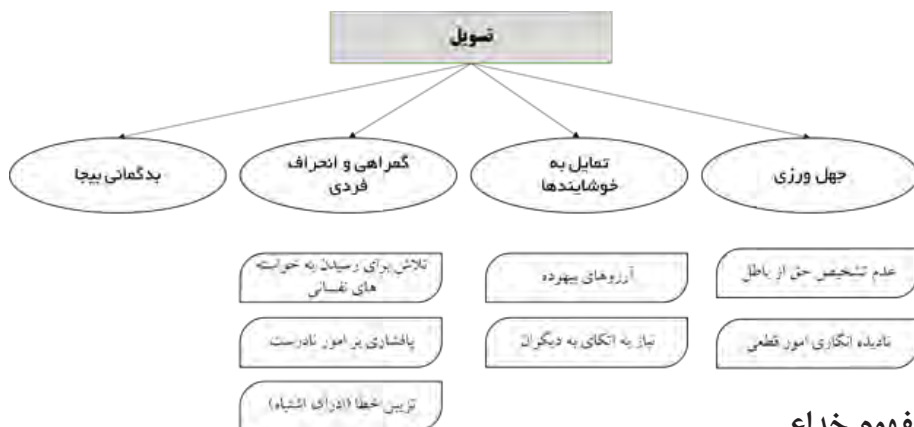 تسویل
جهل ورزی
تمایل به
خوشایندها
گمراهی و انحراف
فردی
بدگمانی بیجا
عدم تشخیص حق از باطل
نادیده انگاری امور قطعی
آرزوهای بیهوده
نیاز به اتکای به دیگران
تلاش برای رسیدن به خواسته
های نفسانی
پافشاری بر امور نادرست
تزیین خطا (ادراک اشتباه)
خداع